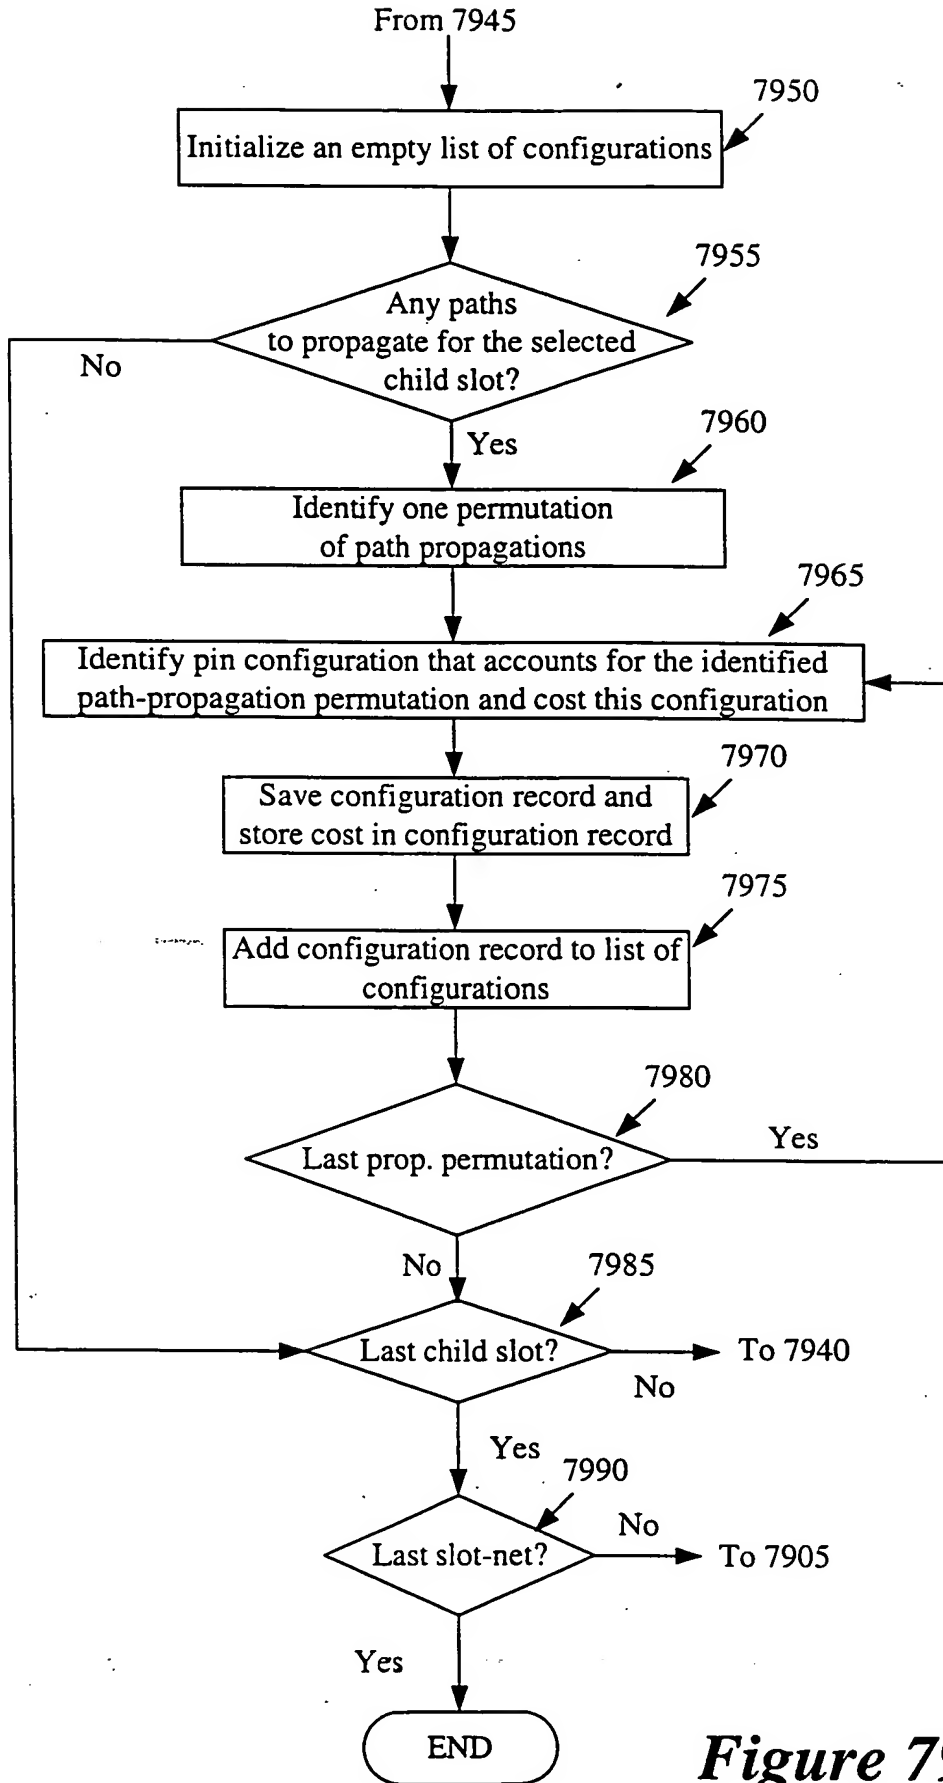 From 7945
7950
Initialize an empty list of configurations
7955
Any paths
to propagate for the selected
child slot?
No
7960
Yes
Identify one permutation
of path propagations
7965
Identify pin configuration that accounts for the identified
path-propagation permutation and cost this configuration
7970
Save configuration record and
store cost in configuration record
7975
Add configuration record to list of
configurations
7980
Last prop. permutation?
Yes
No
7985
Last child slot?
To 7940
No
Yes
7990
No
Last slot-net?
To 7905
Yes
END
Figure 79